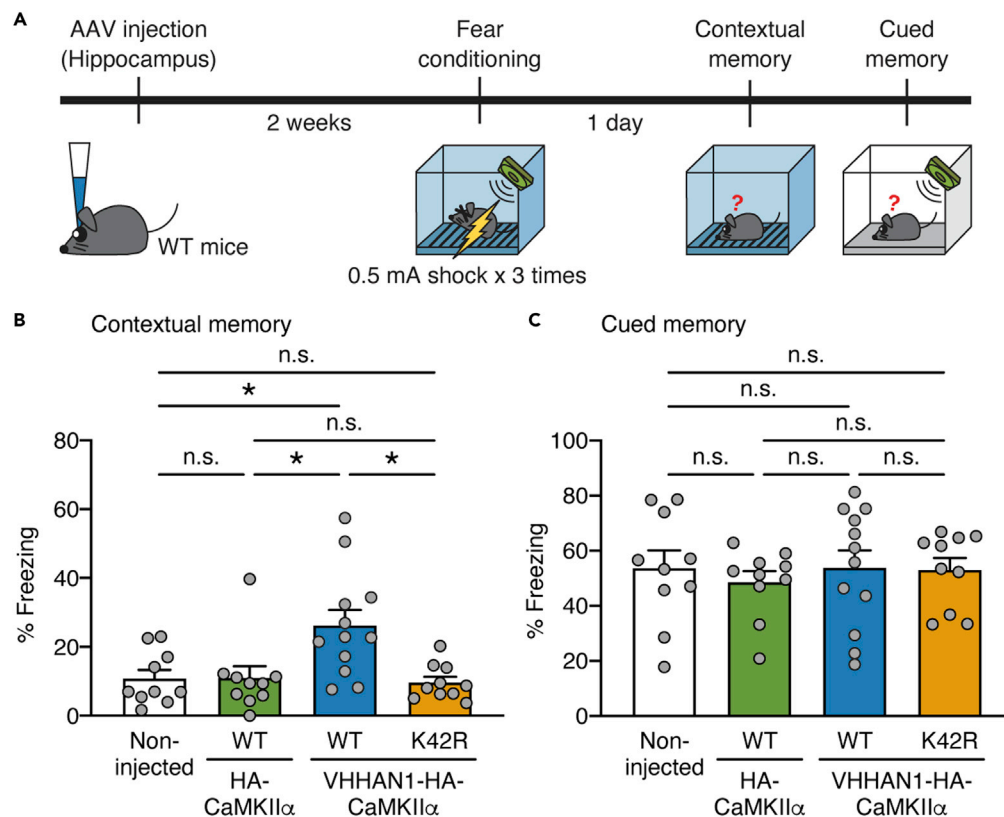 A
AAV injection
(Hippocampus)
Fear
conditioning
Contextual
memory
Cued
memory
2 weeks
1 day
WT mice
?
?
0.5 mA shock x 3 times
B
Contextual memory
n.s.
*
n.s.
n.s.
*
*
80
60
40
20
0
% Freezing
Non-
injected
WT
WT
K42R
HA-
CaMKIIα
VHHAN1-HA-
CaMKIIα
C
Cued memory
n.s.
n.s.
n.s.
n.s.
n.s.
n.s.
100
80
60
40
20
0
% Freezing
Non-
injected
WT
WT
K42R
HA-
CaMKIIα
VHHAN1-HA-
CaMKIIα